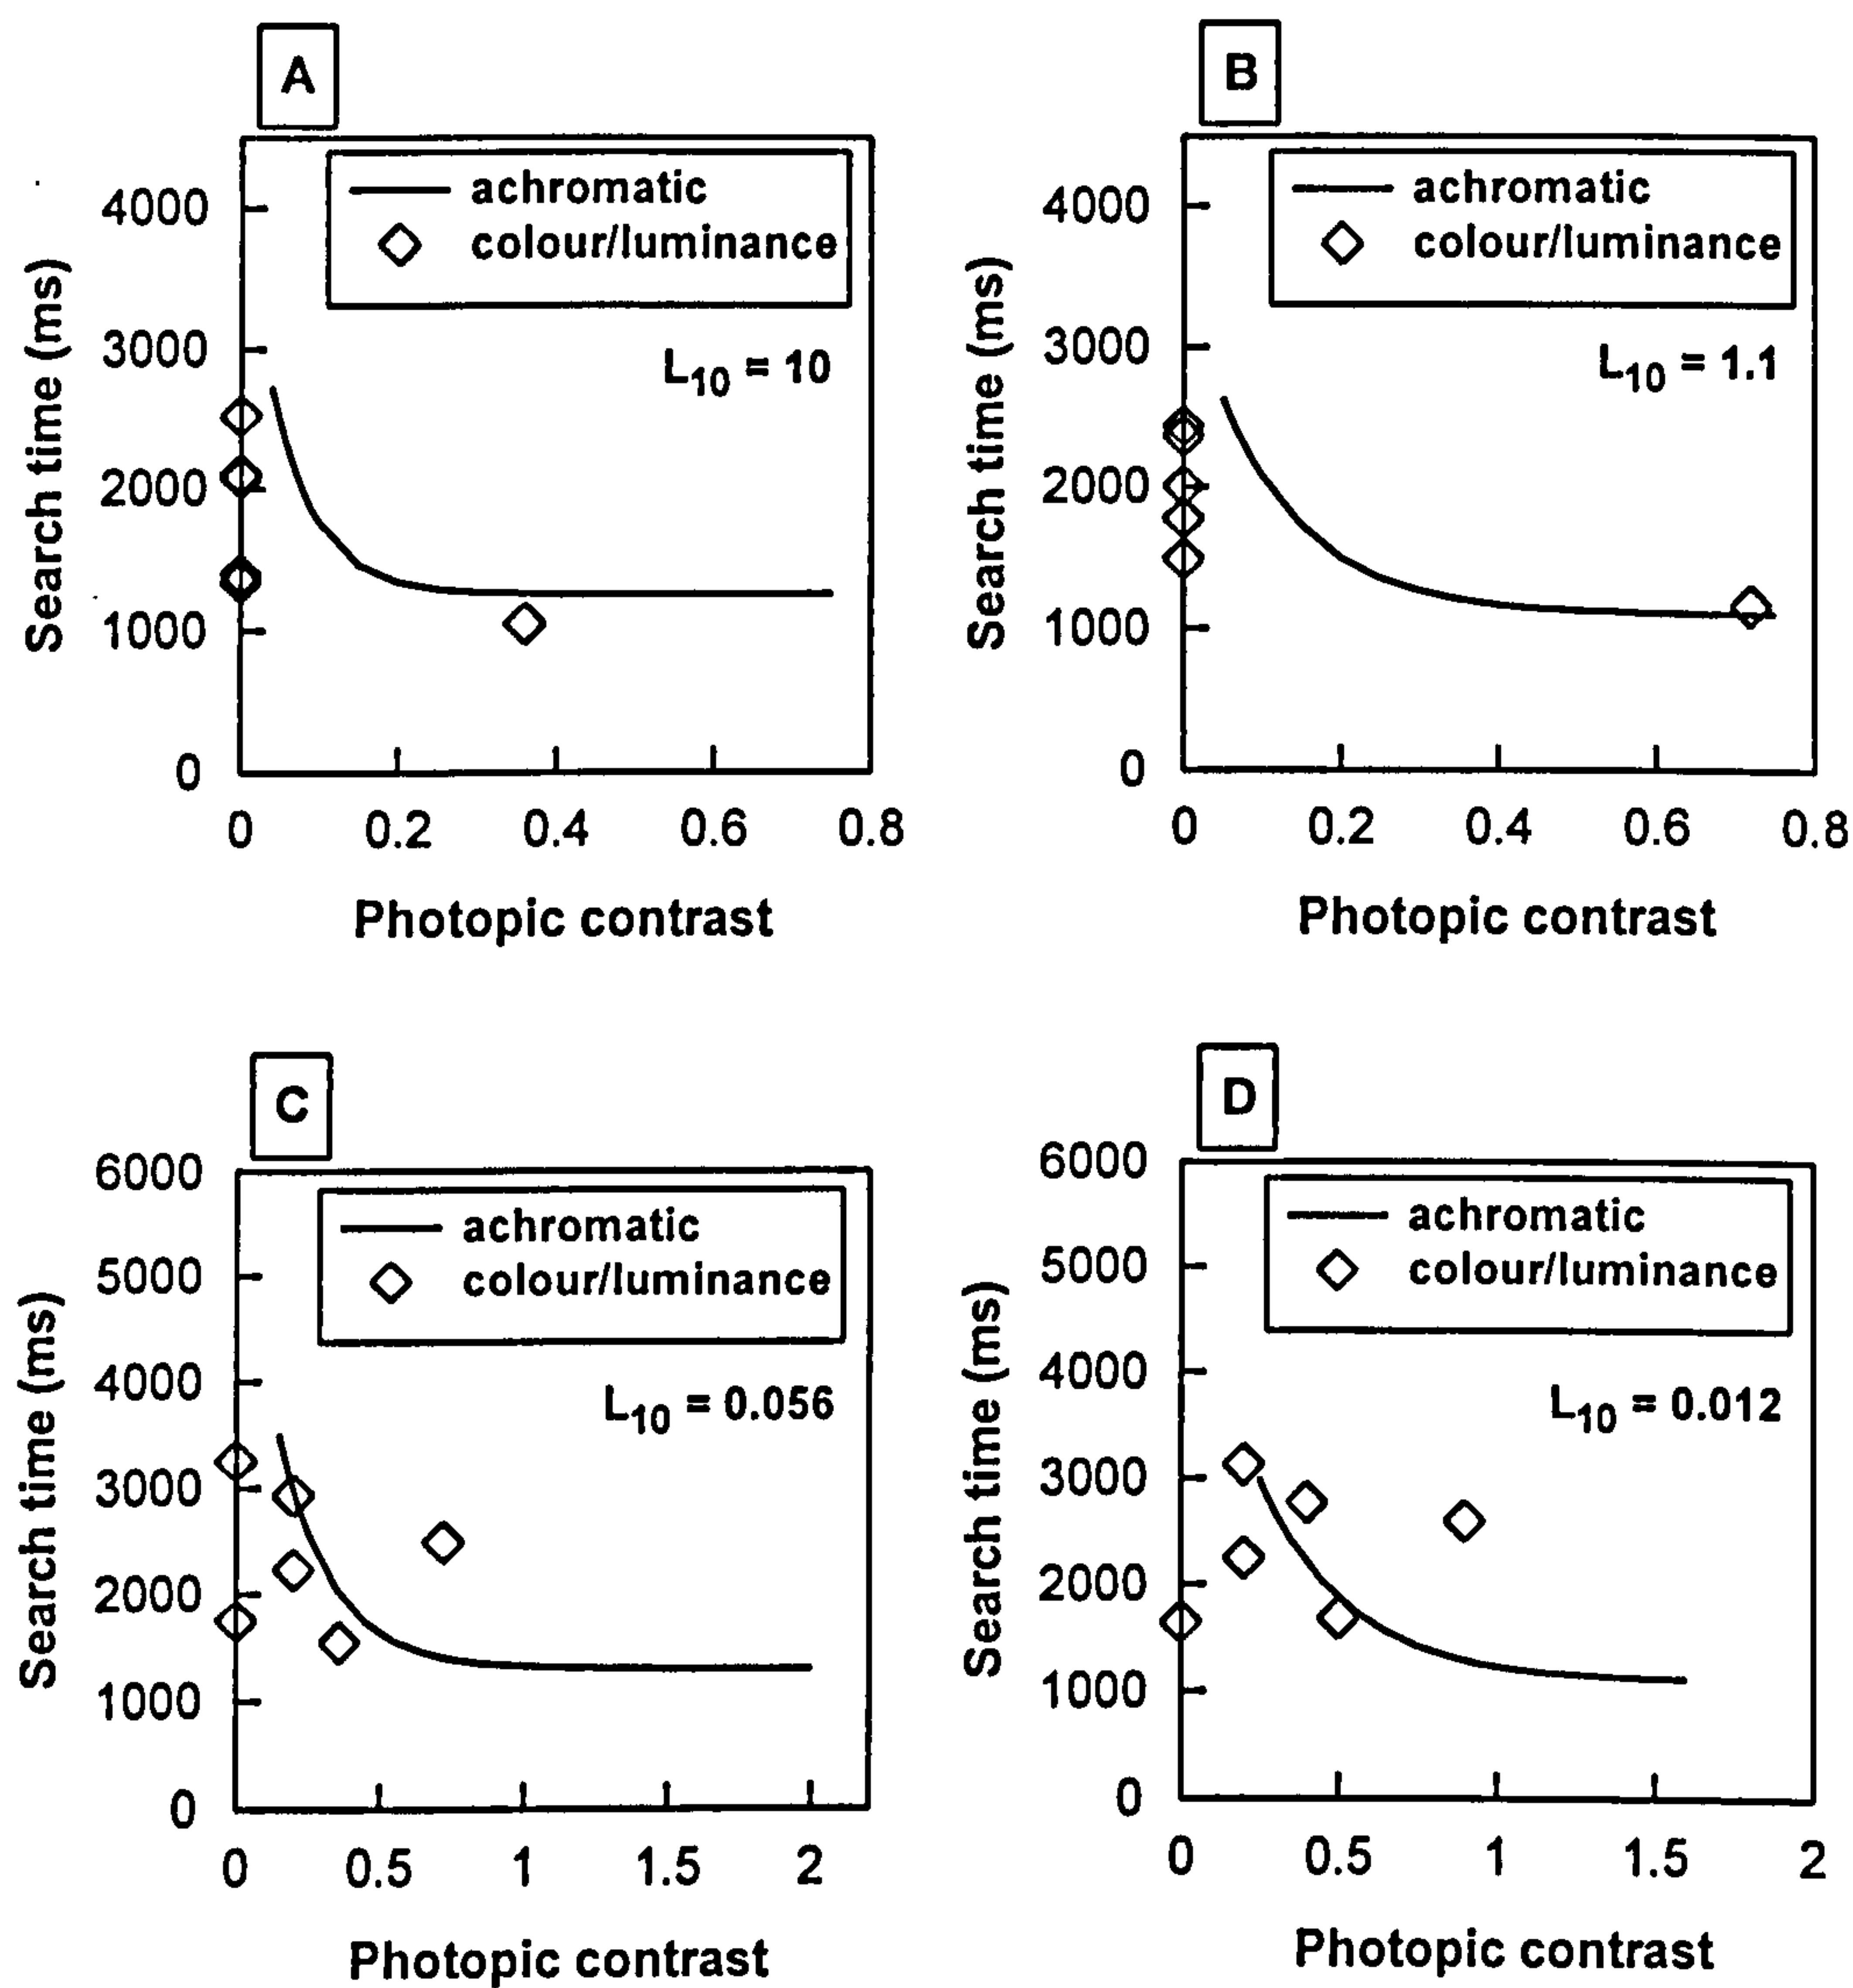 A
achromatic
colour/luminance
L10 = 10
Search time (ms)
4000
3000
2000
1000
0
0 0.2 0.4 0.6 0.8
Photopic contrast
B
achromatic
colour/luminance
L10 = 1.1
Search time (ms)
4000
3000
2000
1000
0
0 0.2 0.4 0.6 0.8
Photopic contrast
C
achromatic
colour/luminance
L10 = 0.056
Search time (ms)
6000
5000
4000
3000
2000
1000
0
0 0.5 1 1.5 2
Photopic contrast
D
achromatic
colour/luminance
L10 = 0.012
Search time (ms)
6000
5000
4000
3000
2000
1000
0
0 0.5 1 1.5 2
Photopic contrast